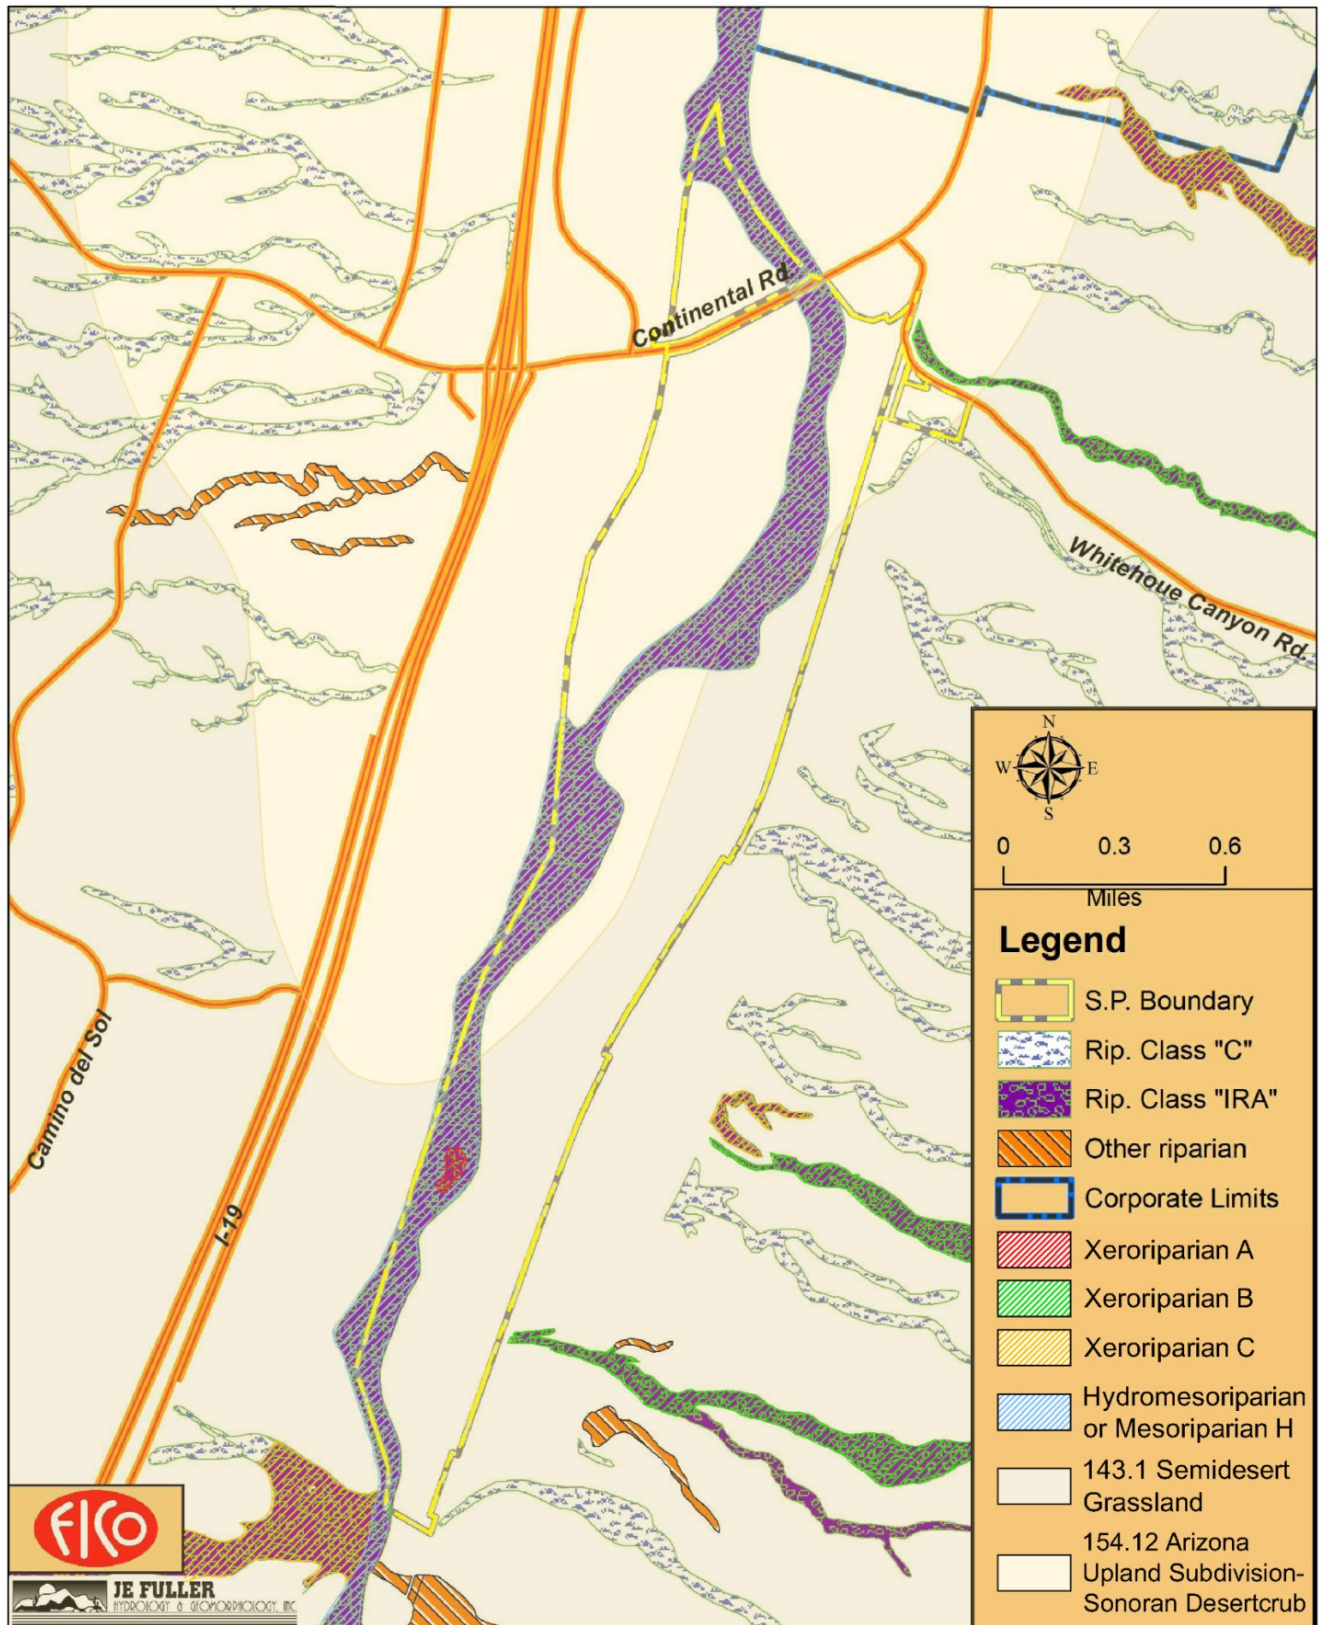 Continental Rd.
Whitehoue Canyon Rd.
Camino del Sol
I-19
N
W E
S
0 0.3 0.6
Miles
Legend
S.P. Boundary
Rip. Class "C"
Rip. Class "IRA"
Other riparian
Corporate Limits
Xeroriparian A
Xeroriparian B
Xeroriparian C
Hydromesoriparian
or Mesoriparian H
143.1 Semidesert
Grassland
154.12 Arizona
Upland Subdivision-
Sonoran Desertcrub
FICO
JE FULLER
HYDROLOGY & GEOMORPHOLOGY, INC.